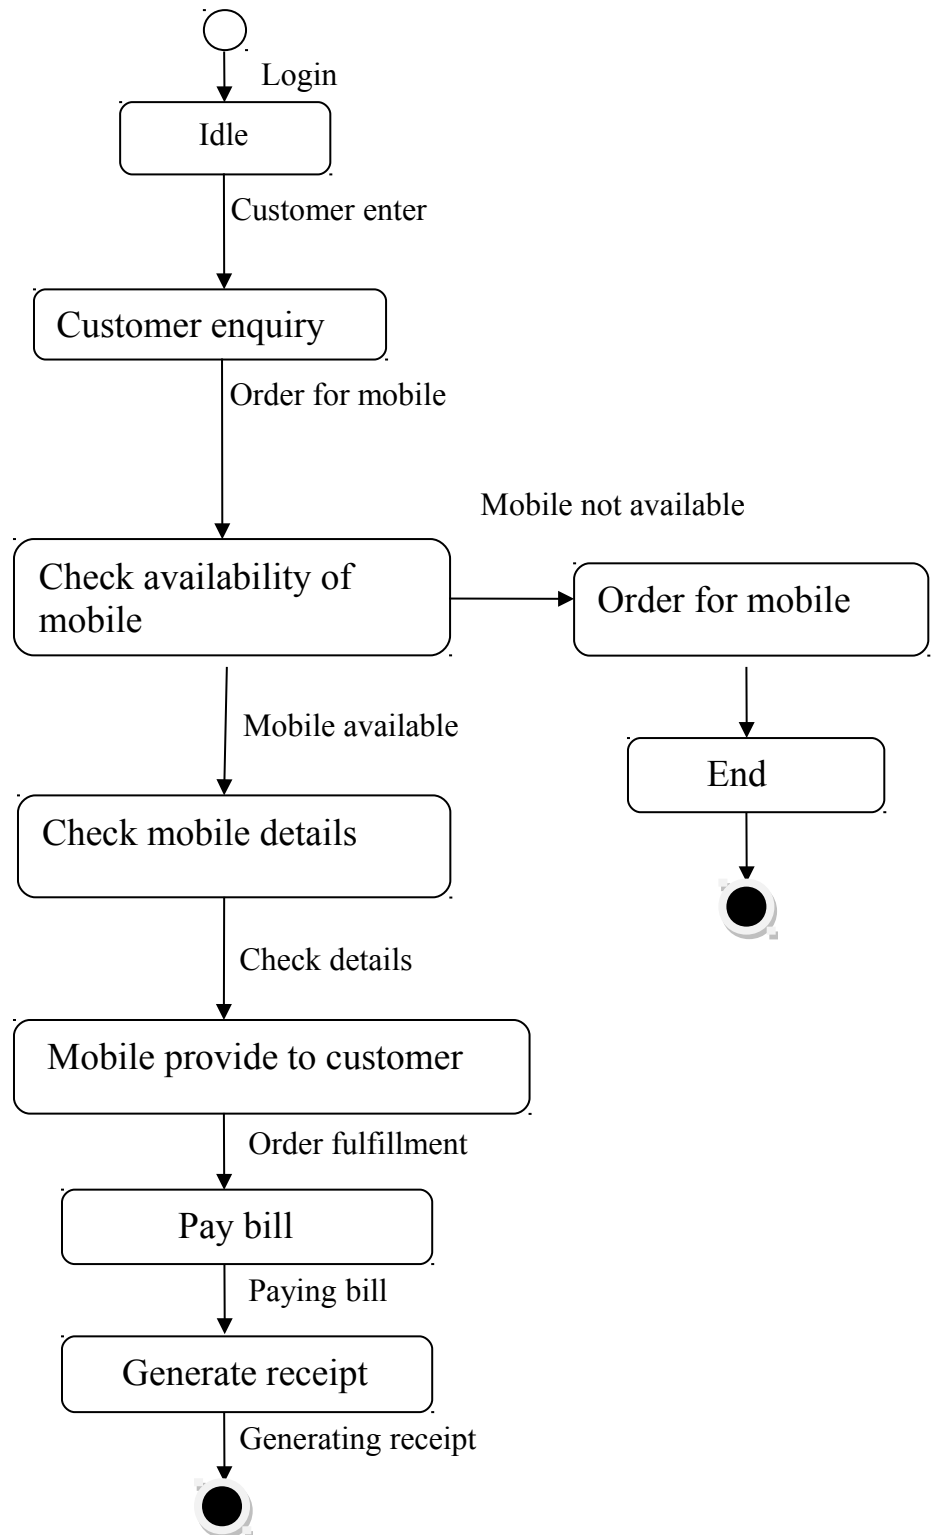 Login
Idle
Customer enter
Customer enquiry
Order for mobile
Mobile not available
Check availability of
mobile
Order for mobile
Mobile available
End
Check mobile details
Check details
Mobile provide to customer
Order fulfillment
Pay bill
Paying bill
Generate receipt
Generating receipt